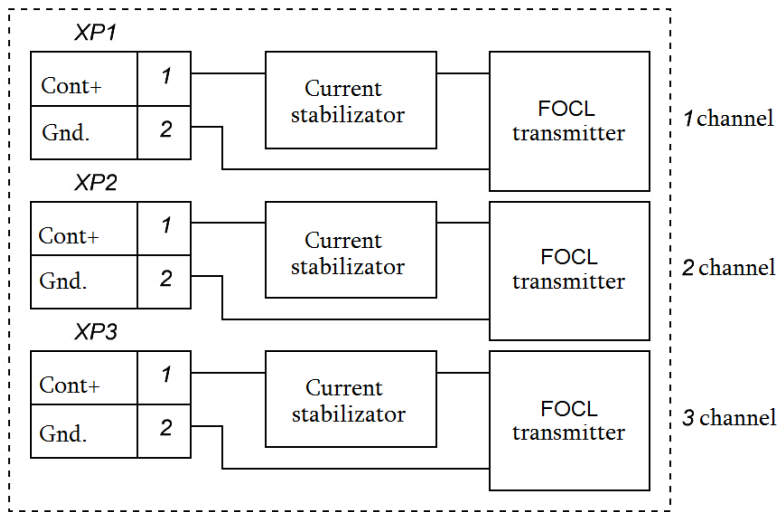 XP1
Cont+ 1
Gnd. 2
Current
stabilizator
FOCL
transmitter
1 channel
XP2
Cont+ 1
Gnd. 2
Current
stabilizator
FOCL
transmitter
2 channel
XP3
Cont+ 1
Gnd. 2
Current
stabilizator
FOCL
transmitter
3 channel